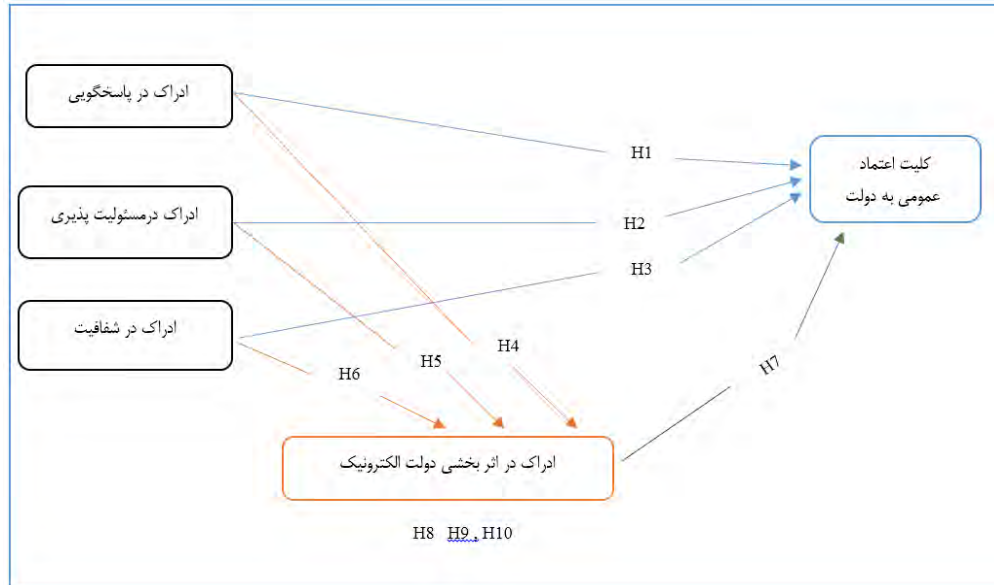 ادراک در پاسخگویی
H1
کلیت اعتماد
عمومی به دولت
ادراک درمسئولیت پذیری
H2
H3
ادراک در شفافیت
H4
H5
H6
H7
ادراک در اثر بخشی دولت الکترونیک
H8 H9 , H10